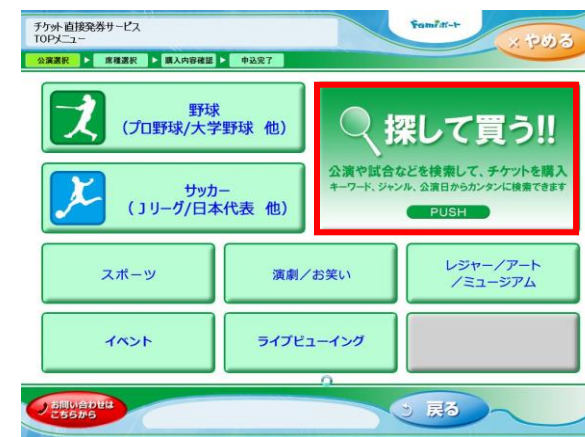 チケット直接発券サービス
TOPメニュー
Famiポート
×やめる
公演選択 ▶ 席種選択 ▶ 購入内容確認 ▶ 申込完了
野球
(プロ野球/大学野球 他)
探して買う!!
公演や試合などを検索して、チケットを購入
キーワード、ジャンル、公演日からカンタンに検索できます
PUSH
サッカー
(Jリーグ/日本代表 他)
スポーツ
演劇/お笑い
レジャー/アート
/ミュージアム
イベント
ライブビューイング
お問い合わせは
こちらから
戻る